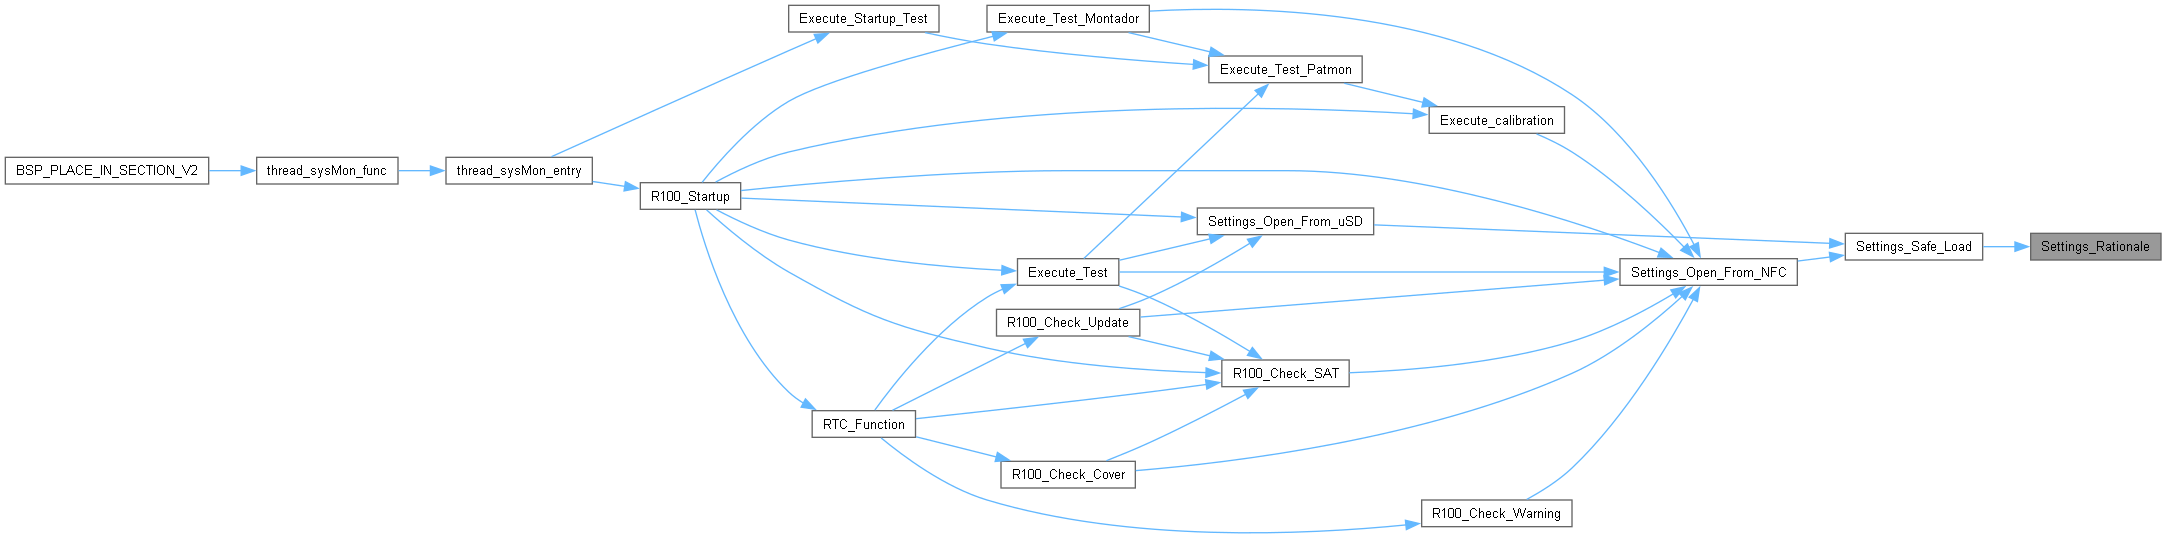 Execute_Startup_Test
Execute_Test_Montador
Execute_Test_Patmon
Execute_calibration
BSP_PLACE_IN_SECTION_V2
thread_sysMon_func
thread_sysMon_entry
R100_Startup
Settings_Open_From_uSD
Settings_Safe_Load
Settings_Rationale
Execute_Test
Settings_Open_From_NFC
R100_Check_Update
R100_Check_SAT
RTC_Function
R100_Check_Cover
R100_Check_Warning